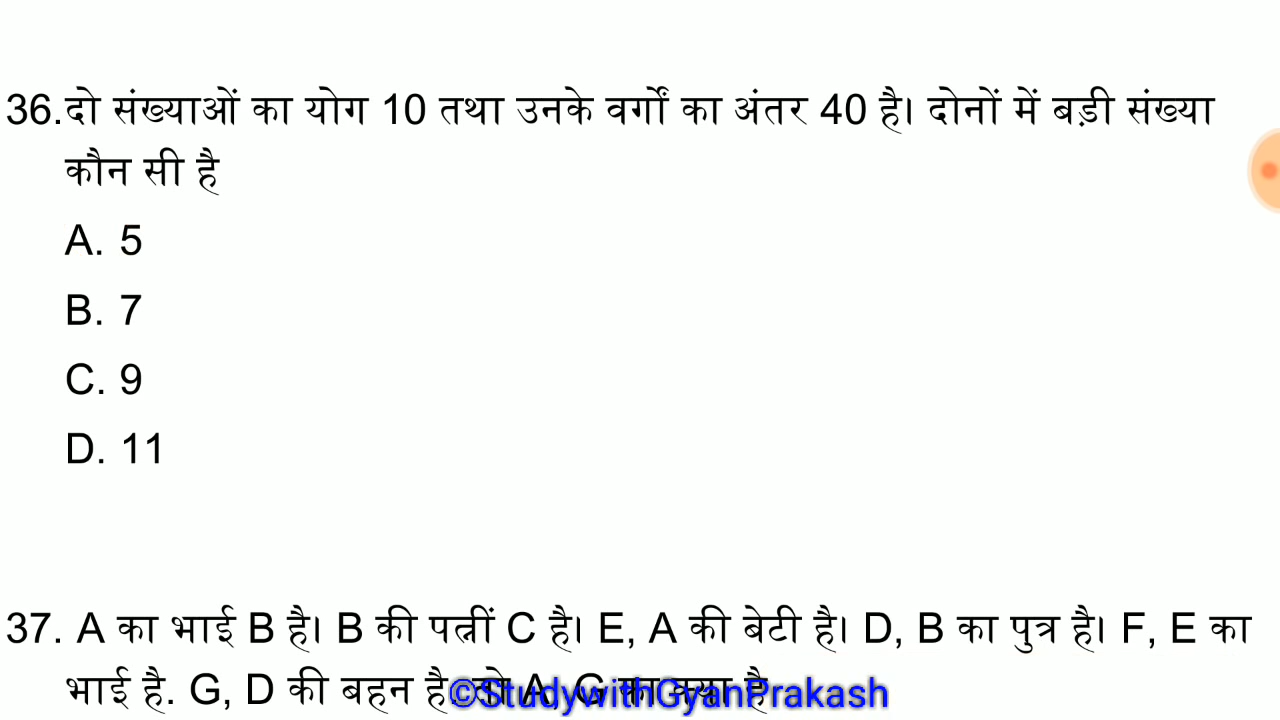 36.दो संख्याओं का योग 10 तथा उनके वर्गों का अंतर 40 है। दोनों में बड़ी संख्या
कौन सी है
A. 5
B. 7
C. 9
D. 11
37. A का भाई B है। B की पत्नीं C है। E, A की बेटी है। D, B का पुत्र है। F, E का
भाई है. G, D की बहन है. तो A, G का क्या है
©StudywithGyanPrakash